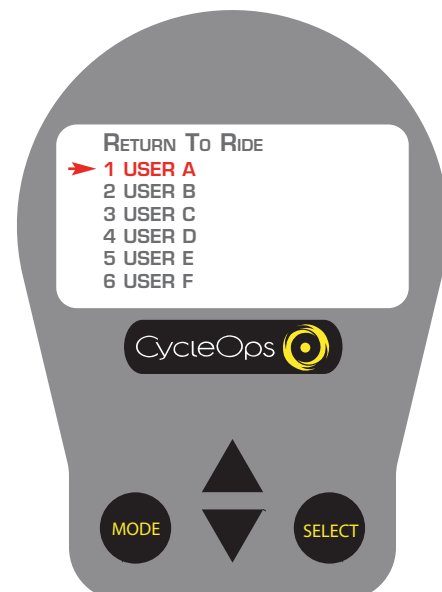 Return To Ride
1 USER A
2 USER B
3 USER C
4 USER D
5 USER E
6 USER F
CycleOps
MODE
SELECT